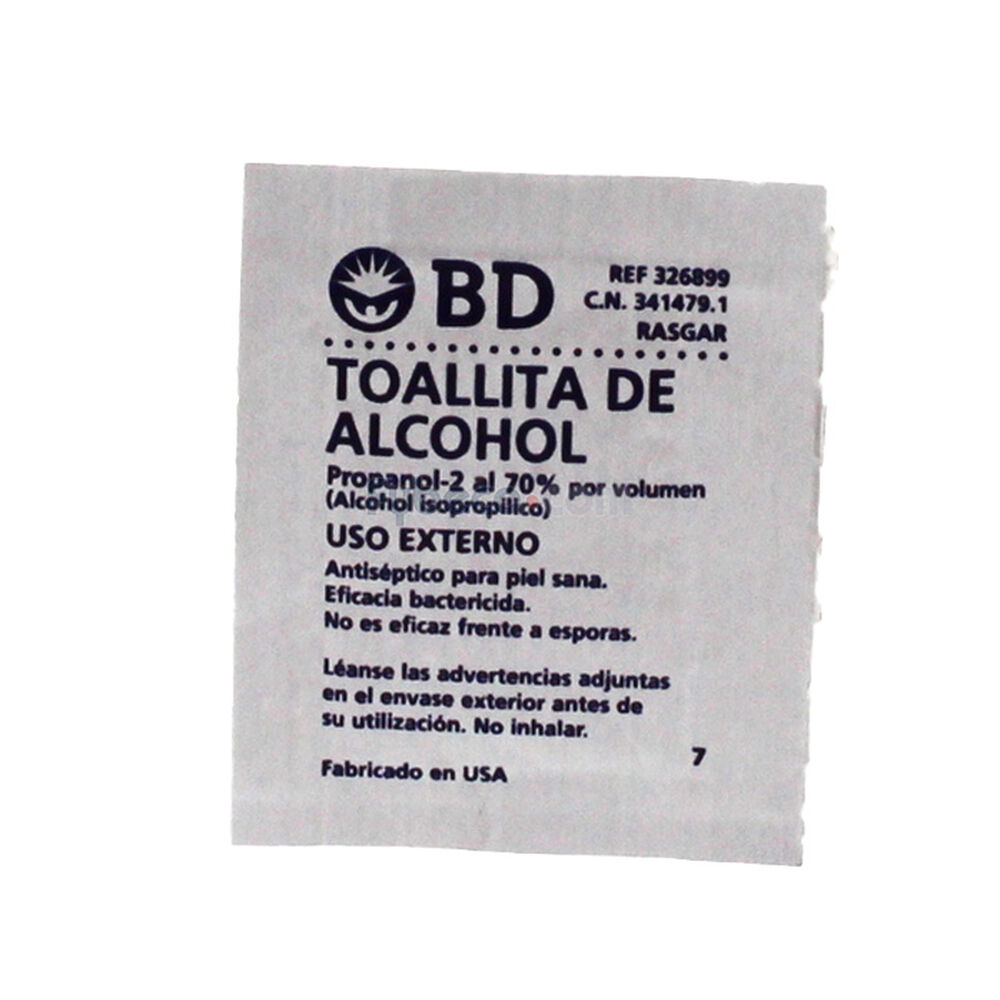 BD
REF 326899
C.N. 341479.1
RASGAR
TOALLITA DE
ALCOHOL
Propanol-2 al 70% por volumen
(Alcohol isopropilico)
USO EXTERNO
Antiséptico para piel sana.
Eficacia bactericida.
No es eficaz frente a esporas.
Léanse las advertencias adjuntas
en el envase exterior antes de
su utilización. No inhalar.
7
Fabricado en USA